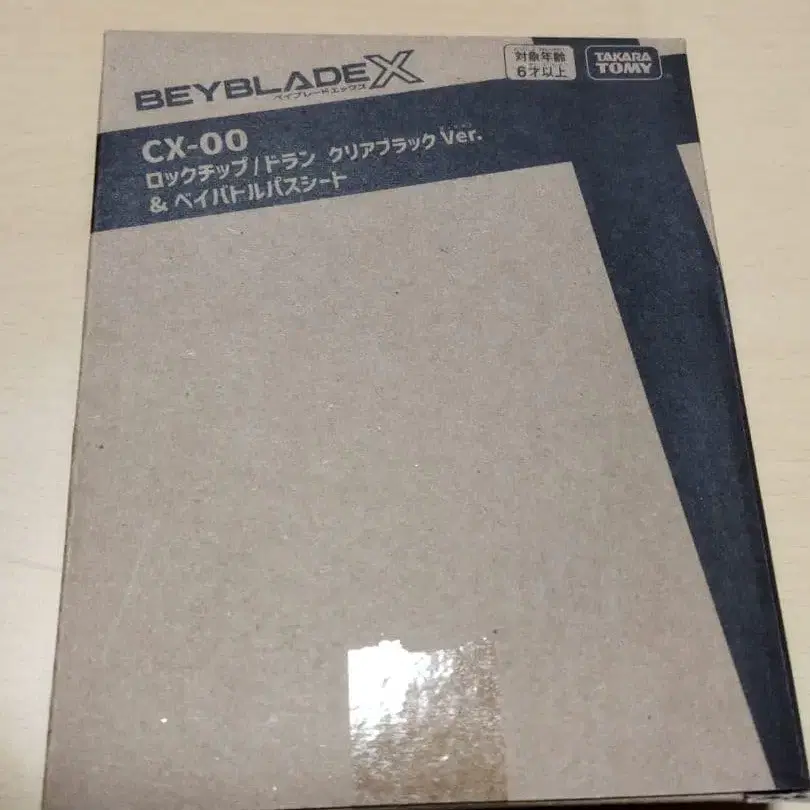 BEYBLADE X
ベイブレードエックス
対象年齢
6才以上
TAKARA
TOMY
CX-00
ロックチップ/ドラン クリアブラック Ver.
& ベイバトルパスシート